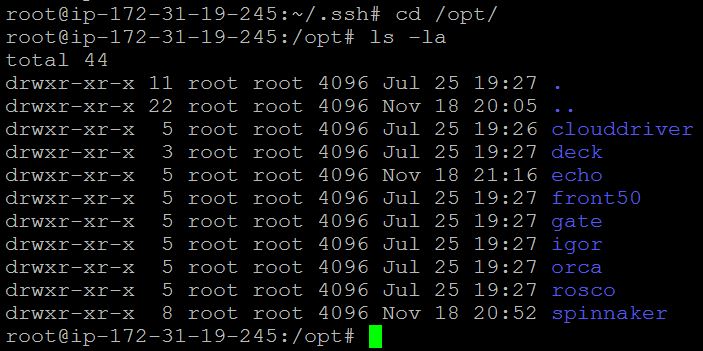 root@ip-172-31-19-245:~/.ssh# cd /opt/
root@ip-172-31-19-245:/opt# ls -la
total 44
drwxr-xr-x 11 root root 4096 Jul 25 19:27 .
drwxr-xr-x 22 root root 4096 Nov 18 20:05 ..
drwxr-xr-x  5 root root 4096 Jul 25 19:26 clouddriver
drwxr-xr-x  3 root root 4096 Jul 25 19:27 deck
drwxr-xr-x  5 root root 4096 Nov 18 21:16 echo
drwxr-xr-x  5 root root 4096 Jul 25 19:27 front50
drwxr-xr-x  5 root root 4096 Jul 25 19:27 gate
drwxr-xr-x  5 root root 4096 Jul 25 19:27 igor
drwxr-xr-x  5 root root 4096 Jul 25 19:27 orca
drwxr-xr-x  5 root root 4096 Jul 25 19:27 rosco
drwxr-xr-x  8 root root 4096 Nov 18 20:52 spinnaker
root@ip-172-31-19-245:/opt#